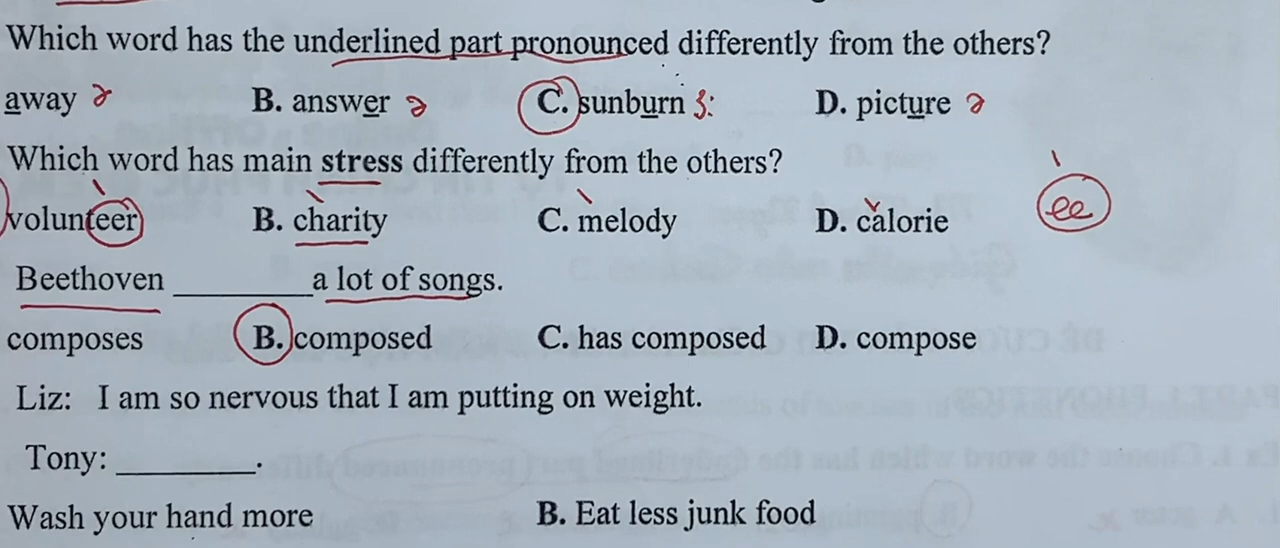 Which word has the underlined part pronounced differently from the others?
away ə B. answer ə C. sunburn ɜ: D. picture ə
Which word has main stress differently from the others?
volunteer B. charity C. melody D. calorie ee
Beethoven ________ a lot of songs.
composes B. composed C. has composed D. compose
Liz: I am so nervous that I am putting on weight.
Tony: ________.
Wash your hand more B. Eat less junk food